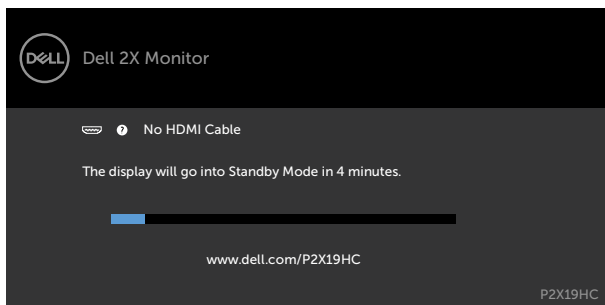 DELL Dell 2X Monitor
? No HDMI Cable
The display will go into Standby Mode in 4 minutes.
www.dell.com/P2X19HC
P2X19HC